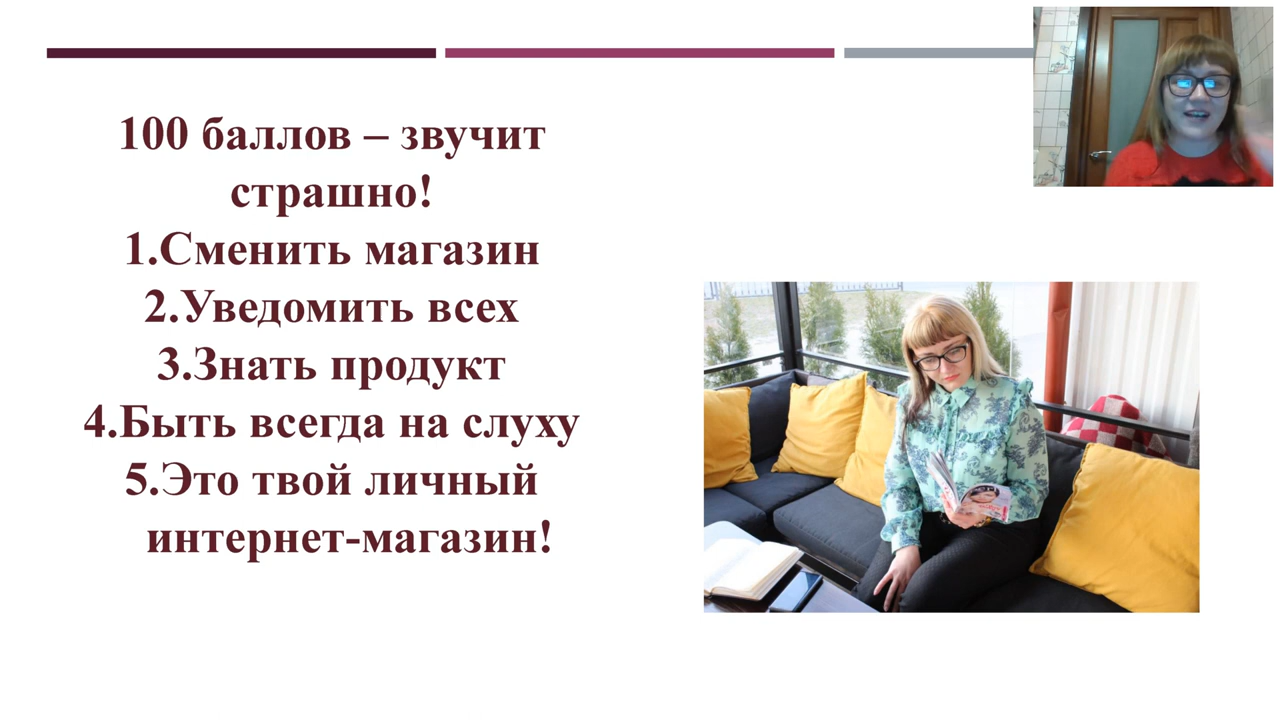 100 баллов – звучит
страшно!
1.Сменить магазин
2.Уведомить всех
3.Знать продукт
4.Быть всегда на слуху
5.Это твой личный
интернет-магазин!